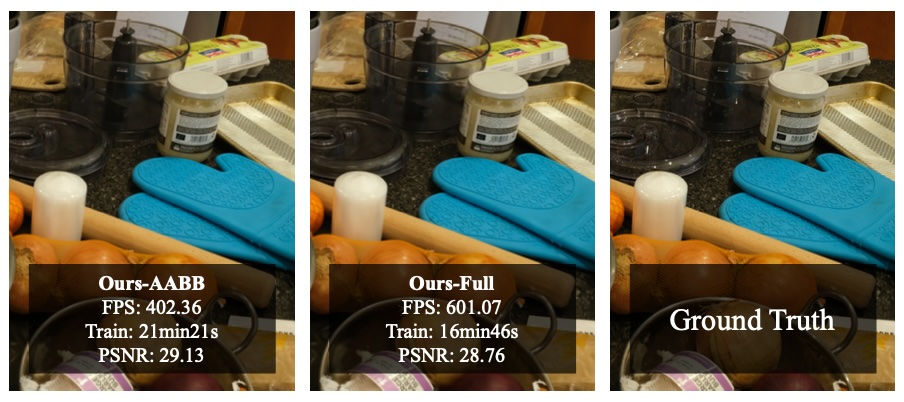 Ours-AABB
FPS: 402.36
Train: 21min21s
PSNR: 29.13
Ours-Full
FPS: 601.07
Train: 16min46s
PSNR: 28.76
Ground Truth